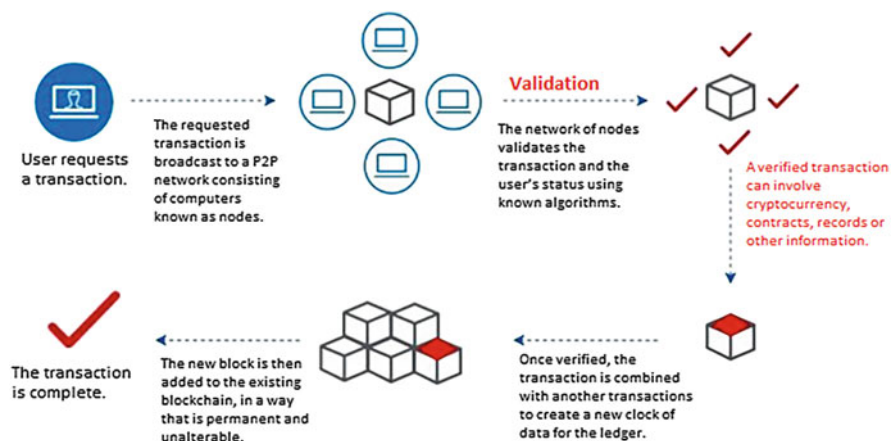 User requests
a transaction.
The requested
transaction is
broadcast to a P2P
network consisting
of computers
known as nodes.
Validation
The network of nodes
validates the
transaction and the
user's status using
known algorithms.
A verified transaction
can involve
cryptocurrency,
contracts, records or
other information.
Once verified, the
transaction is combined
with another transactions
to create a new clock of
data for the ledger.
The new block is then
added to the existing
blockchain, in a way
that is permanent and
unalterable.
The transaction
is complete.